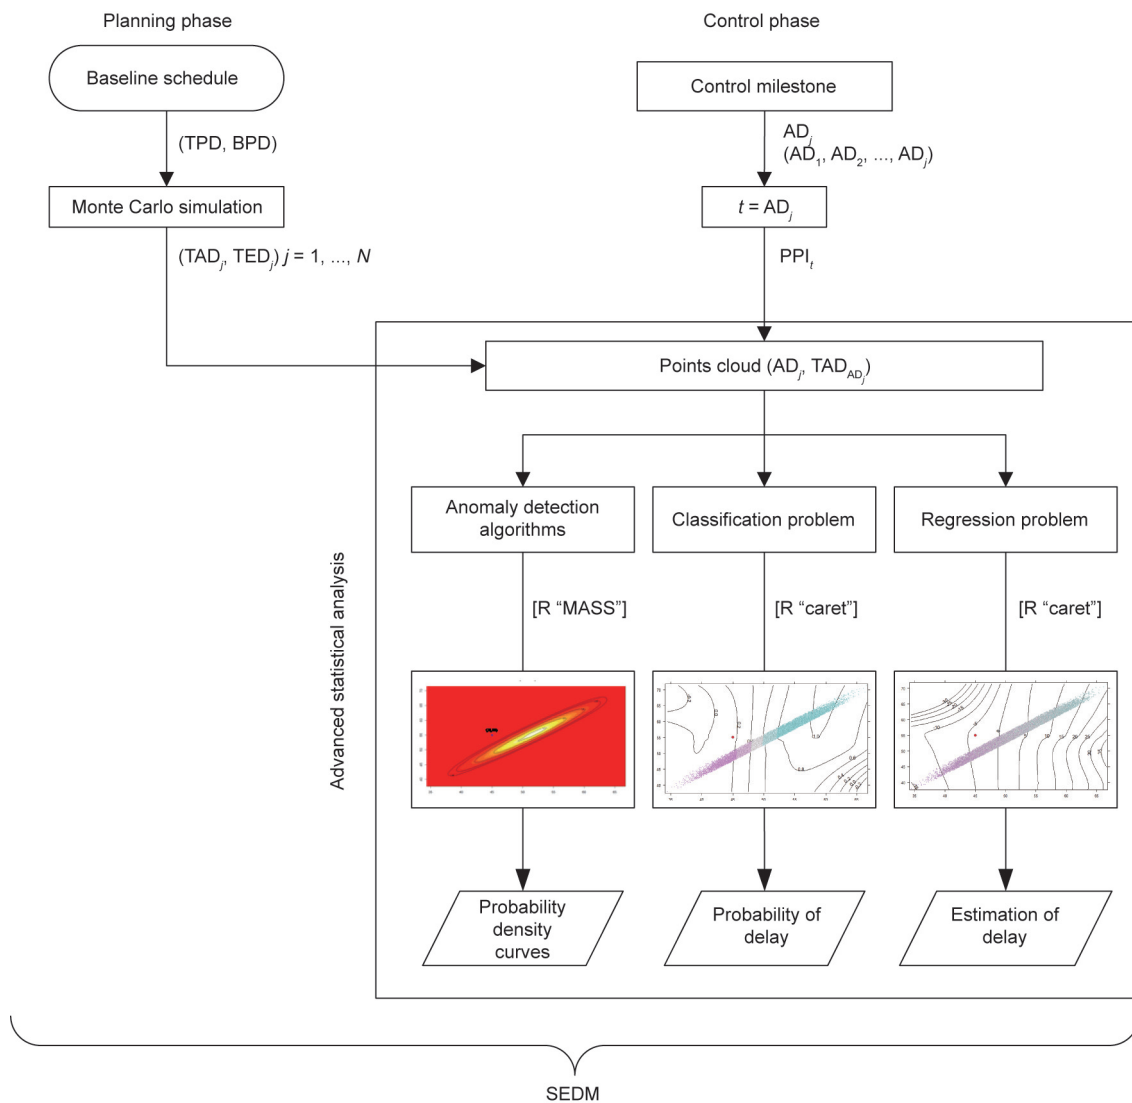 Planning phase
Control phase
Baseline schedule
Control milestone
(TPD, BPD)
AD_j
(AD_1, AD_2, ..., AD_j)
Monte Carlo simulation
t = AD_j
(TAD_j, TED_j) j = 1, ..., N
PPI_t
Points cloud (AD_j, TAD_AD_j)
Anomaly detection
algorithms
Classification problem
Regression problem
Advanced statistical analysis
[R “MASS”]
[R “caret”]
[R “caret”]
Probability
density
curves
Probability of
delay
Estimation of
delay
SEDM